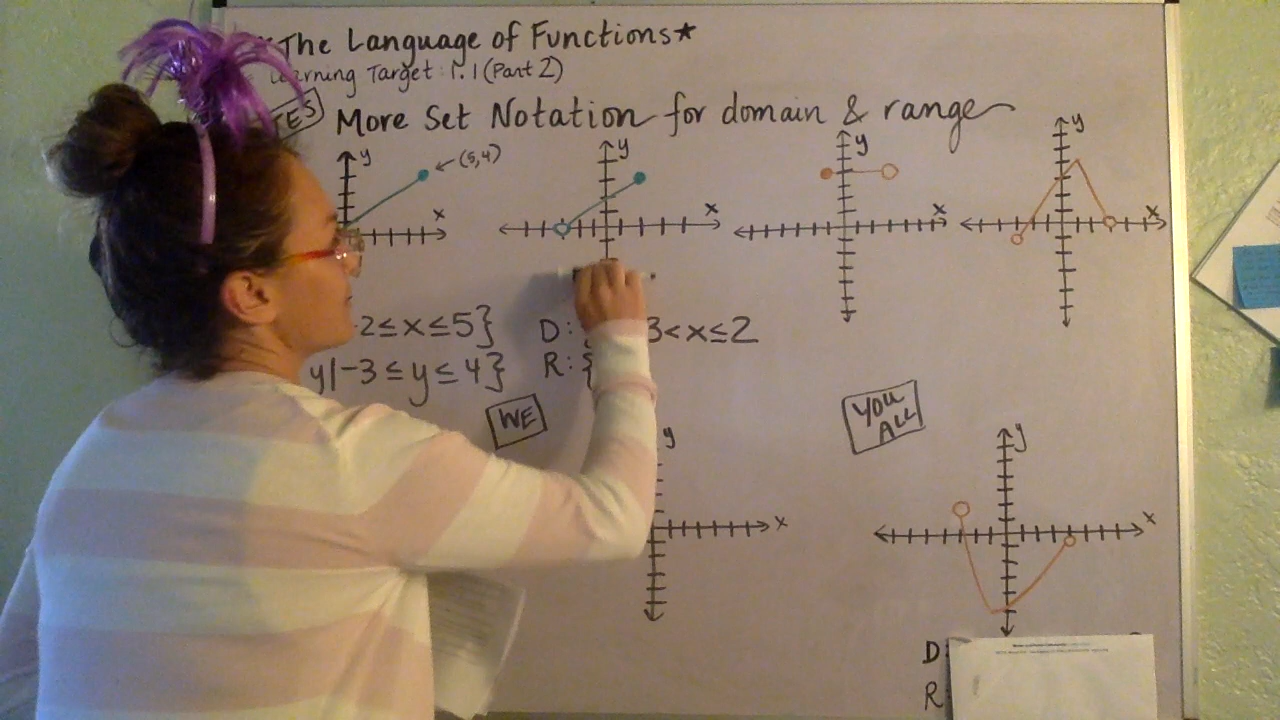 The Language of Functions★
Learning Target: 1.1 (Part 2)
More Set Notation for domain & range
y
(5,4)
x
y
x
y
x
y
x
2≤x≤5}
y|-3≤y≤4}
D:
3<x≤2
R: {
WE
YOU ALL
y
x
y
x
D:
R